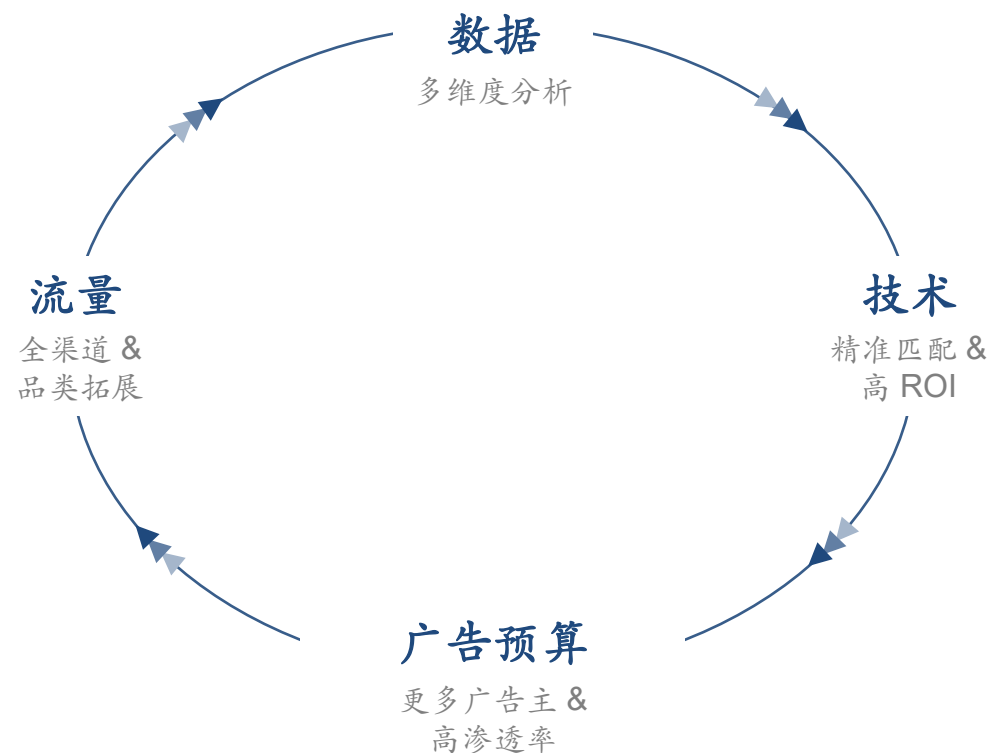 数据
多维度分析
流量
全渠道 &
品类拓展
技术
精准匹配 &
高 ROI
广告预算
更多广告主 &
高渗透率